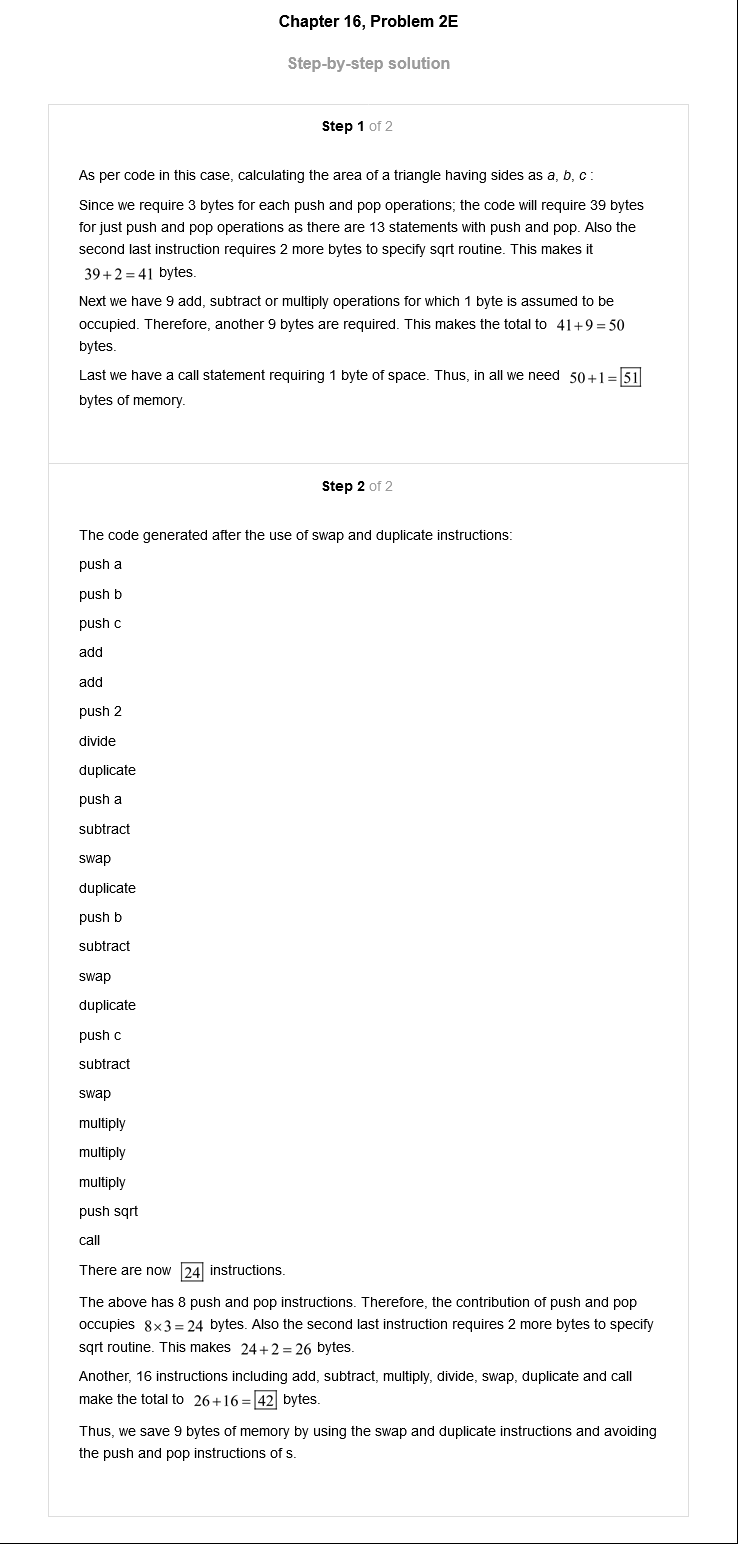 Chapter 16, Problem 2E
Step-by-step solution
Step 1 of 2
As per code in this case, calculating the area of a triangle having sides as a, b, c :
Since we require 3 bytes for each push and pop operations; the code will require 39 bytes
for just push and pop operations as there are 13 statements with push and pop. Also the
second last instruction requires 2 more bytes to specify sqrt routine. This makes it
39+2=41 bytes.
Next we have 9 add, subtract or multiply operations for which 1 byte is assumed to be
occupied. Therefore, another 9 bytes are required. This makes the total to 41+9=50
bytes.
Last we have a call statement requiring 1 byte of space. Thus, in all we need 50+1=51
bytes of memory.
Step 2 of 2
The code generated after the use of swap and duplicate instructions:
push a
push b
push c
add
add
push 2
divide
duplicate
push a
subtract
swap
duplicate
push b
subtract
swap
duplicate
push c
subtract
swap
multiply
multiply
multiply
push sqrt
call
There are now 24 instructions.
The above has 8 push and pop instructions. Therefore, the contribution of push and pop
occupies 8×3=24 bytes. Also the second last instruction requires 2 more bytes to specify
sqrt routine. This makes 24+2=26 bytes.
Another, 16 instructions including add, subtract, multiply, divide, swap, duplicate and call
make the total to 26+16=42 bytes.
Thus, we save 9 bytes of memory by using the swap and duplicate instructions and avoiding
the push and pop instructions of s.